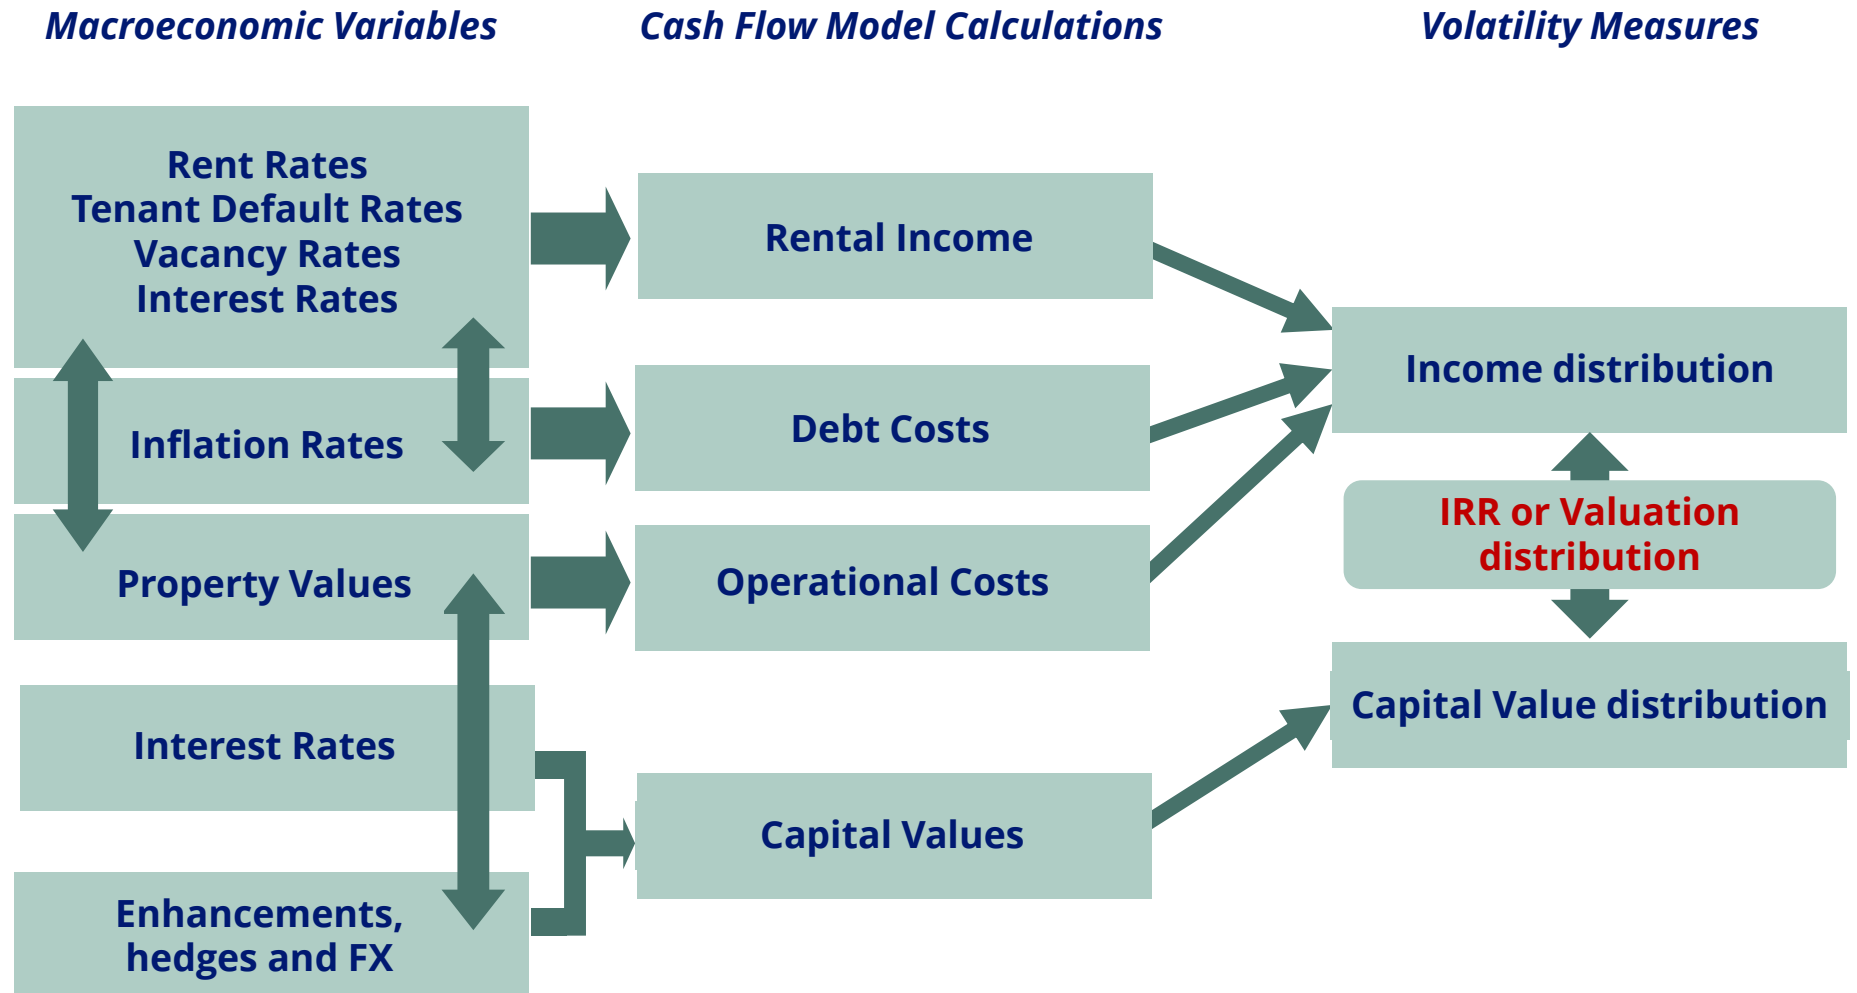 Macroeconomic Variables
Cash Flow Model Calculations
Volatility Measures
Rent Rates
Tenant Default Rates
Vacancy Rates
Interest Rates
Inflation Rates
Property Values
Interest Rates
Enhancements,
hedges and FX
Rental Income
Debt Costs
Operational Costs
Capital Values
Income distribution
IRR or Valuation
distribution
Capital Value distribution